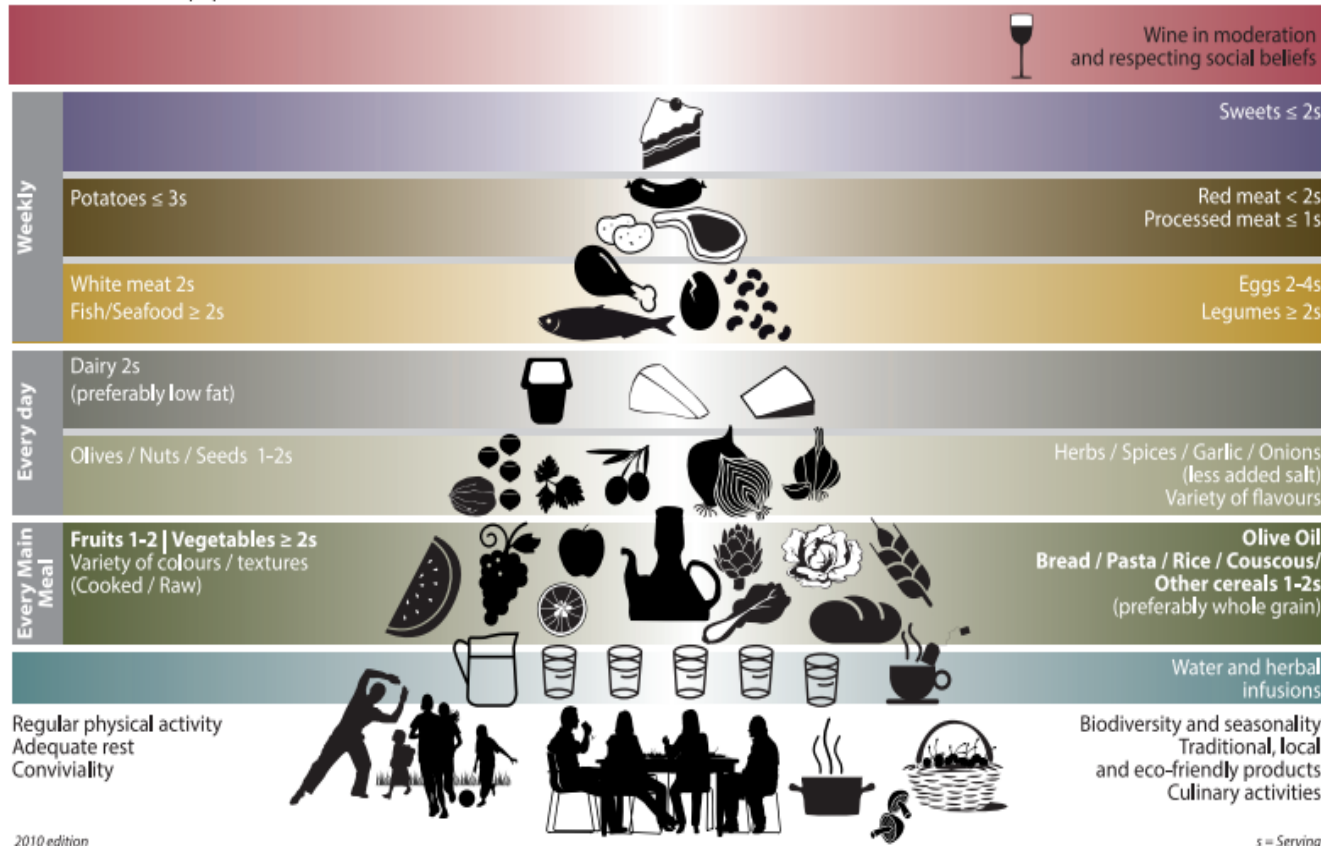 Wine in moderation
and respecting social beliefs
Weekly
Sweets ≤ 2s
Potatoes ≤ 3s
Red meat < 2s
Processed meat ≤ 1s
White meat 2s
Fish/Seafood ≥ 2s
Eggs 2-4s
Legumes ≥ 2s
Every day
Dairy 2s
(preferably low fat)
Olives / Nuts / Seeds 1-2s
Herbs / Spices / Garlic / Onions
(less added salt)
Variety of flavours
Every Main
Meal
Fruits 1-2 | Vegetables ≥ 2s
Variety of colours / textures
(Cooked / Raw)
Olive Oil
Bread / Pasta / Rice / Couscous/
Other cereals 1-2s
(preferably whole grain)
Water and herbal
infusions
Regular physical activity
Adequate rest
Conviviality
Biodiversity and seasonality
Traditional, local
and eco-friendly products
Culinary activities
2010 edition
s = Serving